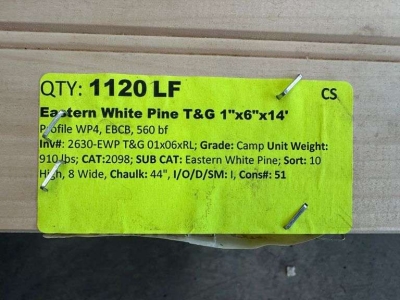 QTY: 1120 LF
CS
Eastern White Pine T&G 1"x6"x14'
Profile WP4, EBCB, 560 bf
Inv#: 2630-EWP T&G 01x06xRL; Grade: Camp Unit Weight:
910 lbs; CAT:2098; SUB CAT: Eastern White Pine; Sort: 10
High, 8 Wide, Chaulk: 44", I/O/D/SM: I, Cons#: 51